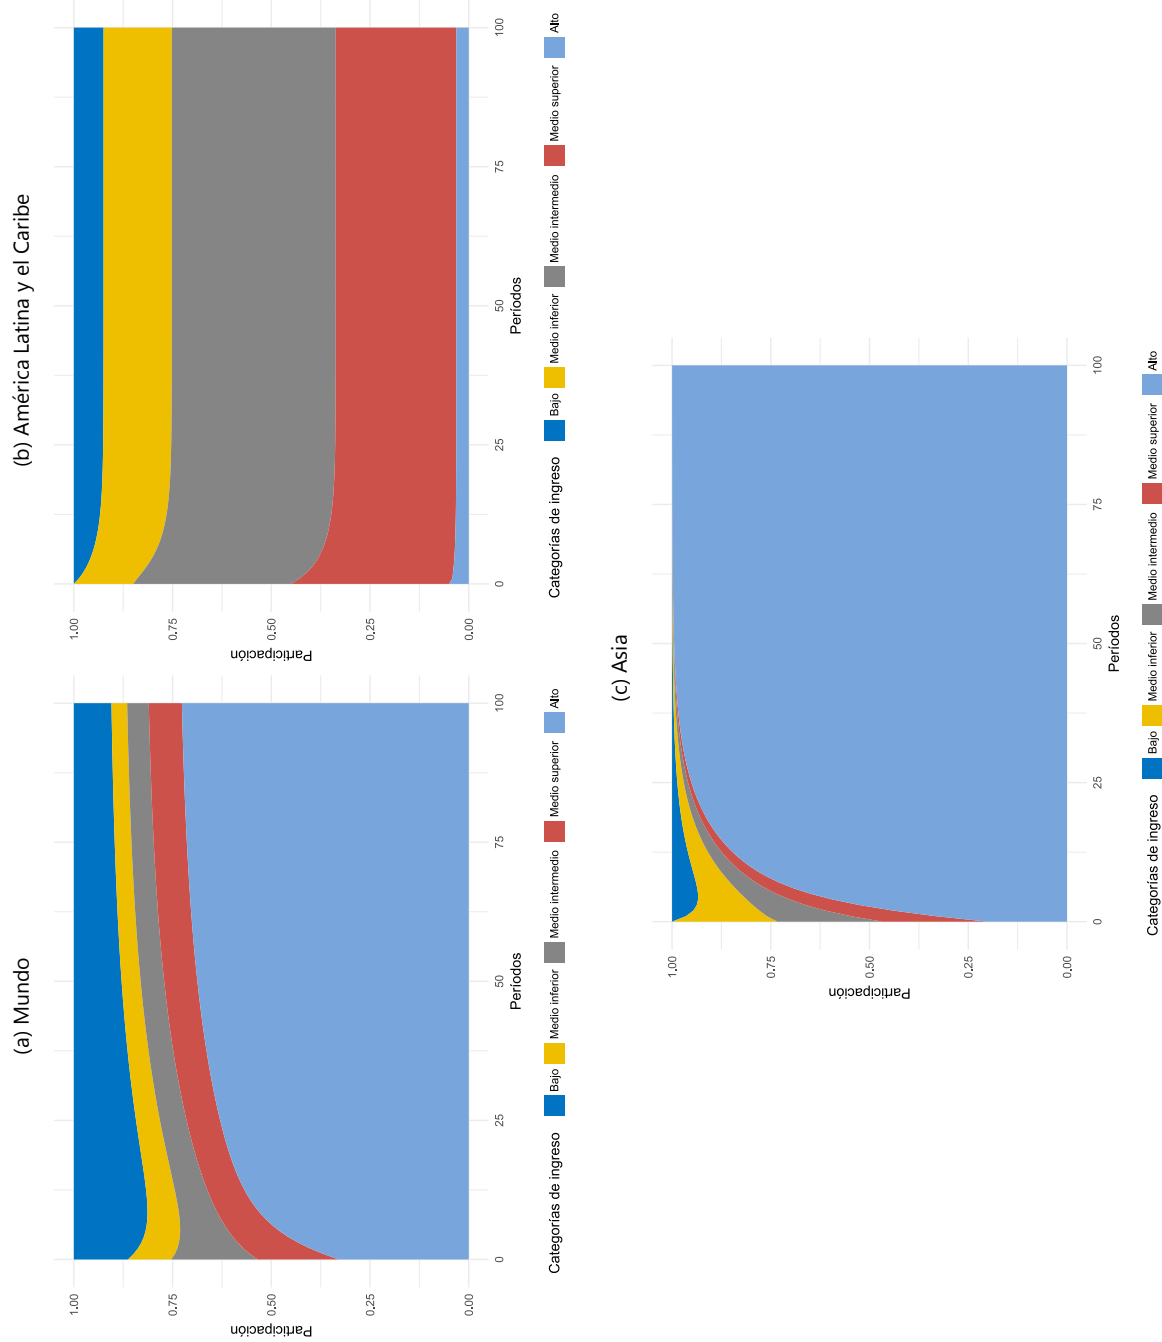 (a) Mundo
Participación
1.00
0.75
0.50
0.25
0.00
0 25 50 75 100
Períodos
Categorías de ingreso Bajo Medio inferior Medio intermedio Medio superior Alto
(b) América Latina y el Caribe
Participación
1.00
0.75
0.50
0.25
0.00
0 25 50 75 100
Períodos
Categorías de ingreso Bajo Medio inferior Medio intermedio Medio superior Alto
(c) Asia
Participación
1.00
0.75
0.50
0.25
0.00
0 25 50 75 100
Períodos
Categorías de ingreso Bajo Medio inferior Medio intermedio Medio superior Alto